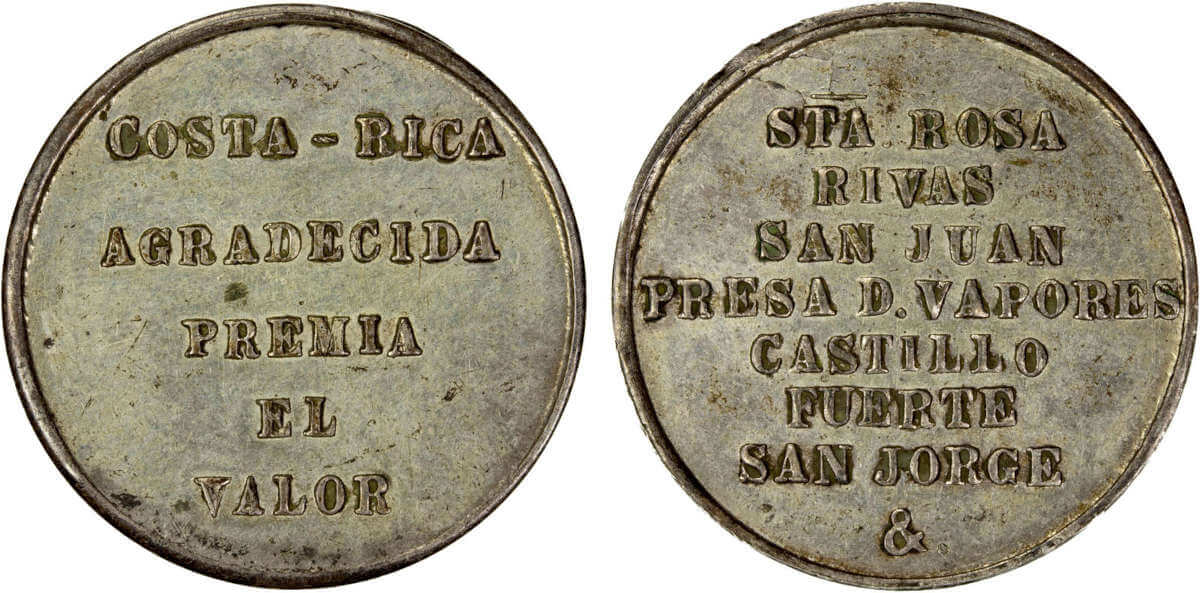 COSTA - RICA
AGRADECIDA
PREMIA
EL
VALOR
STA. ROSA
RIVAS
SAN JUAN
PRESA D. VAPORES
CASTILLO
FUERTE
SAN JORGE
&.